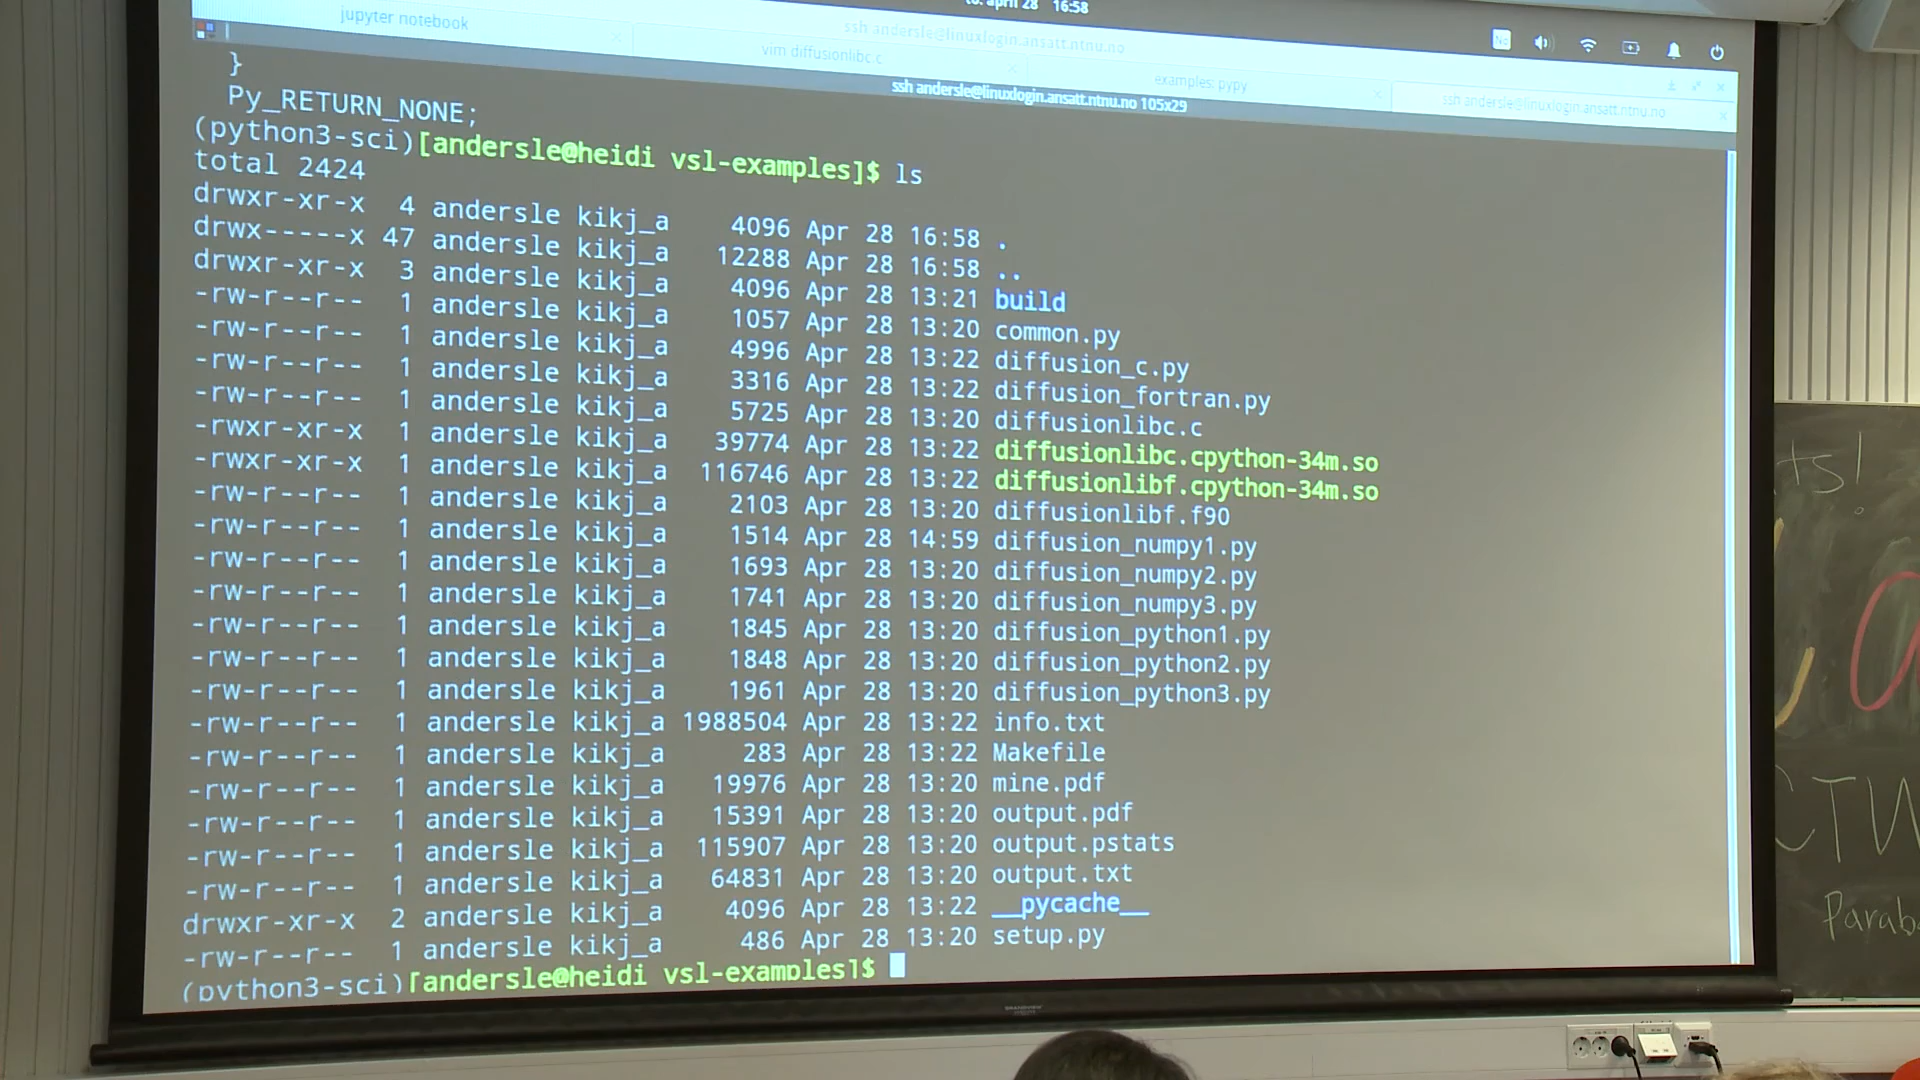 to. april 28 16:58
jupyter notebook
ssh andersle@linuxlogin.ansatt.ntnu.no
vim diffusionlibc.c
examples: pypy
ssh andersle@linuxlogin.ansatt.ntnu.no
ssh andersle@linuxlogin.ansatt.ntnu.no 105x29
}
Py_RETURN_NONE;
(python3-sci)[andersle@heidi vsl-examples]$ ls
total 2424
drwxr-xr-x 4 andersle kikj_a 4096 Apr 28 16:58 .
drwx-----x 47 andersle kikj_a 12288 Apr 28 16:58 ..
drwxr-xr-x 3 andersle kikj_a 4096 Apr 28 13:21 build
-rw-r--r-- 1 andersle kikj_a 1057 Apr 28 13:20 common.py
-rw-r--r-- 1 andersle kikj_a 4996 Apr 28 13:22 diffusion_c.py
-rw-r--r-- 1 andersle kikj_a 3316 Apr 28 13:22 diffusion_fortran.py
-rw-r--r-- 1 andersle kikj_a 5725 Apr 28 13:20 diffusionlibc.c
-rwxr-xr-x 1 andersle kikj_a 39774 Apr 28 13:22 diffusionlibc.cpython-34m.so
-rwxr-xr-x 1 andersle kikj_a 116746 Apr 28 13:22 diffusionlibf.cpython-34m.so
-rw-r--r-- 1 andersle kikj_a 2103 Apr 28 13:20 diffusionlibf.f90
-rw-r--r-- 1 andersle kikj_a 1514 Apr 28 14:59 diffusion_numpy1.py
-rw-r--r-- 1 andersle kikj_a 1693 Apr 28 13:20 diffusion_numpy2.py
-rw-r--r-- 1 andersle kikj_a 1741 Apr 28 13:20 diffusion_numpy3.py
-rw-r--r-- 1 andersle kikj_a 1845 Apr 28 13:20 diffusion_python1.py
-rw-r--r-- 1 andersle kikj_a 1848 Apr 28 13:20 diffusion_python2.py
-rw-r--r-- 1 andersle kikj_a 1961 Apr 28 13:20 diffusion_python3.py
-rw-r--r-- 1 andersle kikj_a 1988504 Apr 28 13:22 info.txt
-rw-r--r-- 1 andersle kikj_a 283 Apr 28 13:22 Makefile
-rw-r--r-- 1 andersle kikj_a 19976 Apr 28 13:20 mine.pdf
-rw-r--r-- 1 andersle kikj_a 15391 Apr 28 13:20 output.pdf
-rw-r--r-- 1 andersle kikj_a 115907 Apr 28 13:20 output.pstats
-rw-r--r-- 1 andersle kikj_a 64831 Apr 28 13:20 output.txt
drwxr-xr-x 2 andersle kikj_a 4096 Apr 28 13:22 __pycache__
-rw-r--r-- 1 andersle kikj_a 486 Apr 28 13:20 setup.py
(python3-sci)[andersle@heidi vsl-examples]$